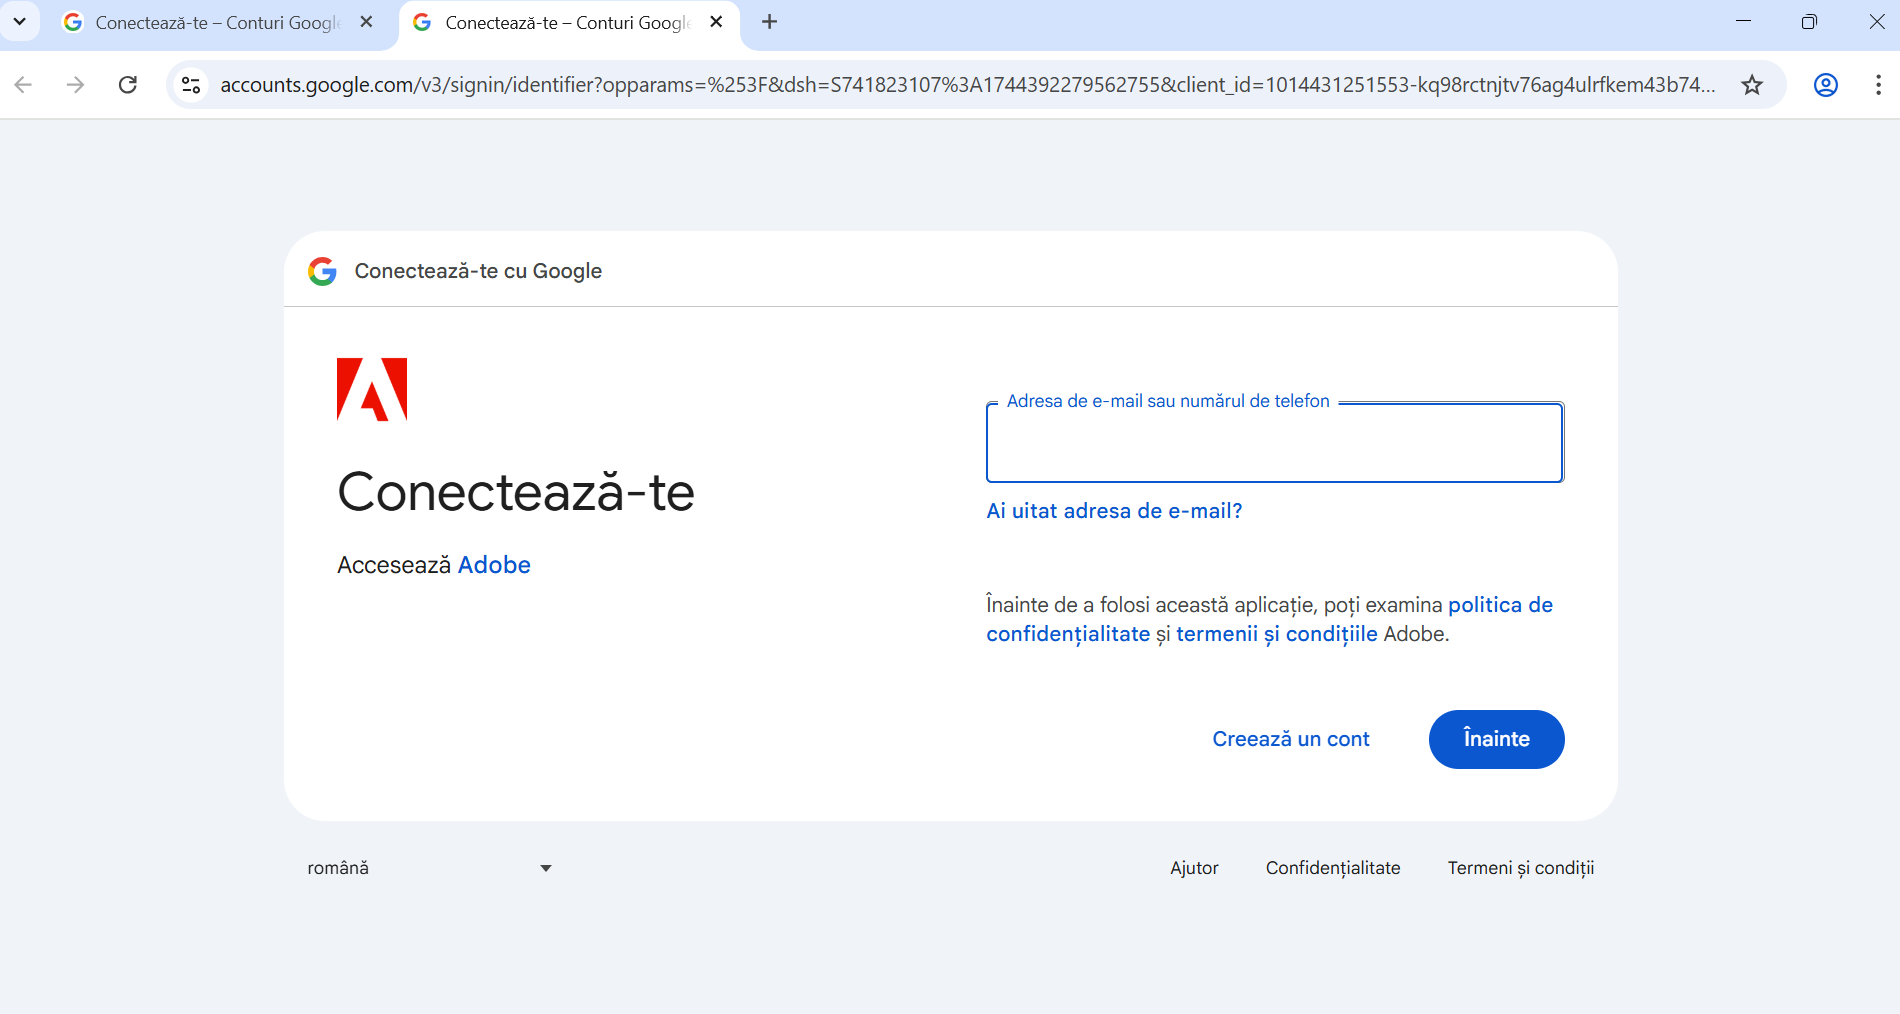 Conectează-te – Conturi Google
Conectează-te – Conturi Google
accounts.google.com/v3/signin/identifier?opparams=%253F&dsh=S741823107%3A1744392279562755&client_id=1014431251553-kq98rctnjtv76ag4ulrfkem43b74...
Conectează-te cu Google
Conectează-te
Accesează Adobe
Adresa de e-mail sau numărul de telefon
Ai uitat adresa de e-mail?
Înainte de a folosi această aplicație, poți examina politica de
confidențialitate și termenii și condițiile Adobe.
Creează un cont
Înainte
română
Ajutor
Confidențialitate
Termeni și condiții